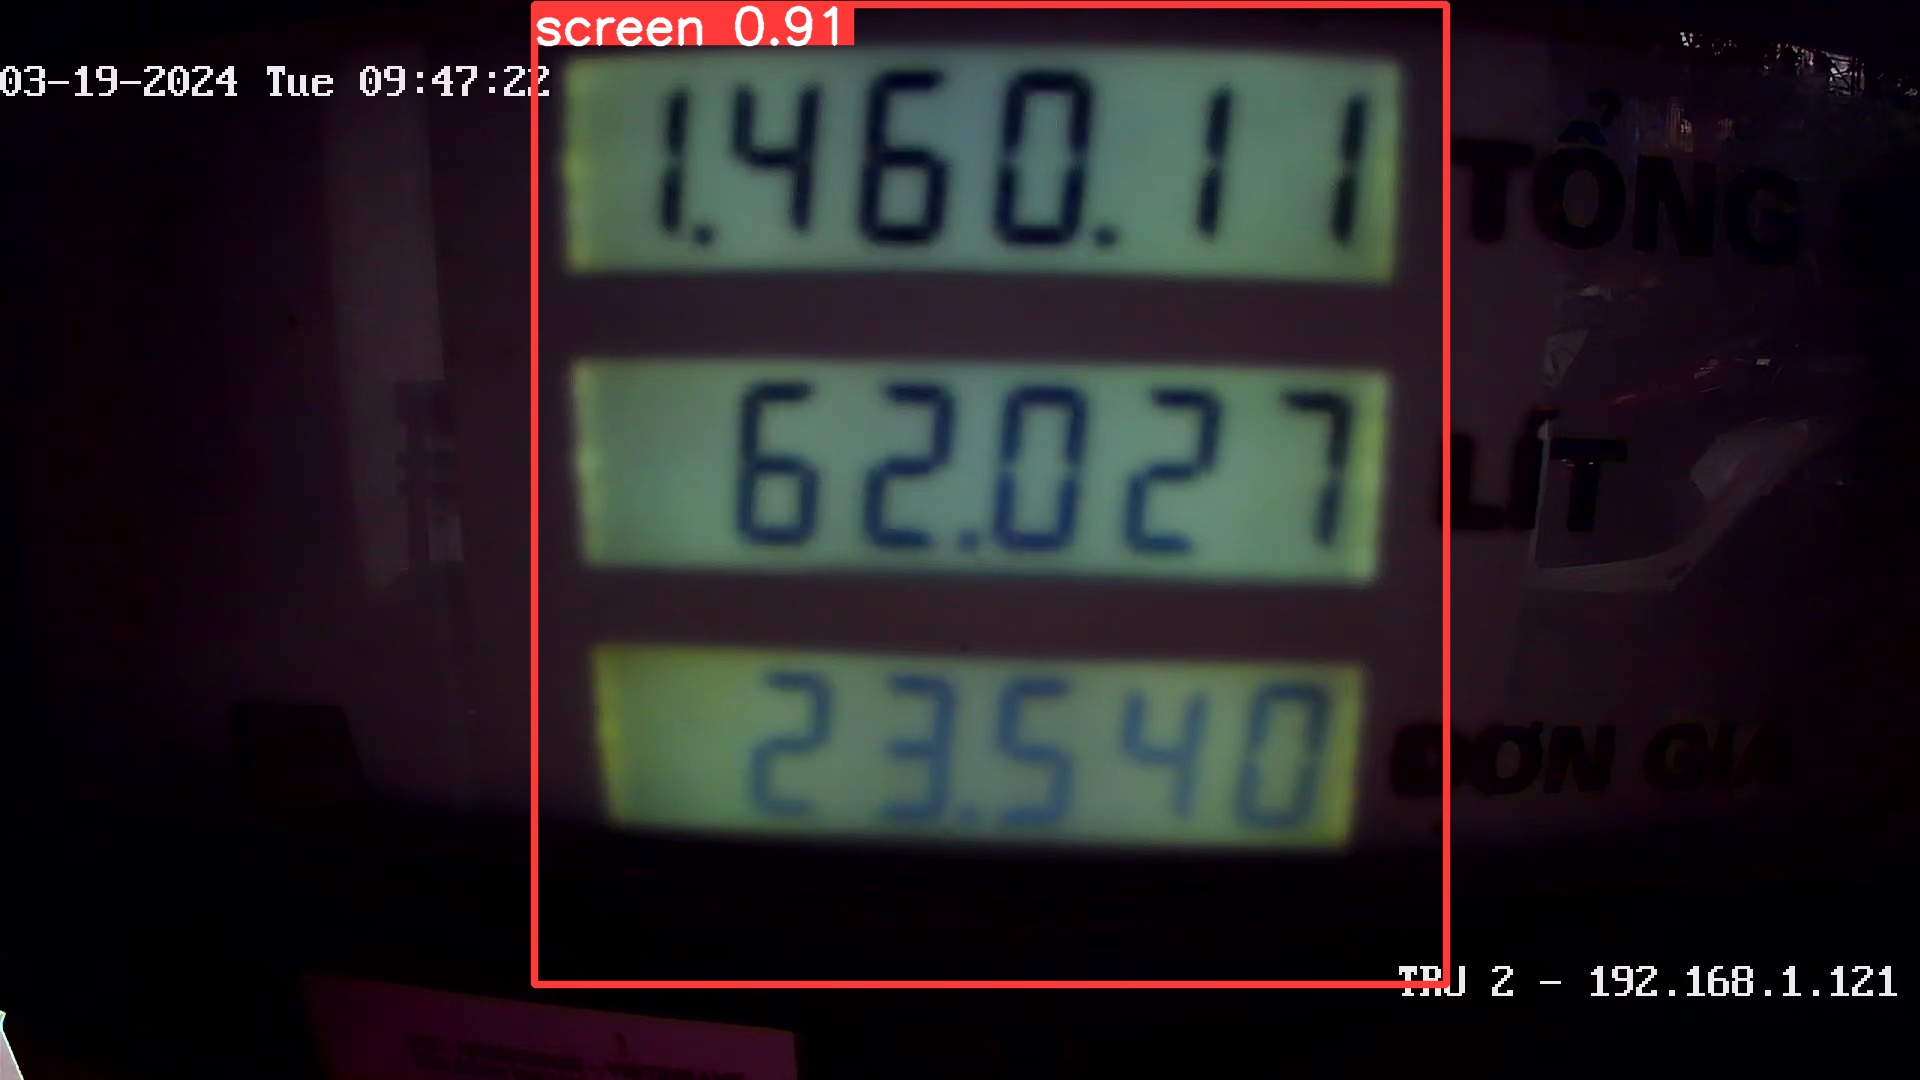 screen 0.91
03-19-2024 Tue 09:47:22
1.460.11
TỔNG
62.027
LÍT
23.540
ĐƠN GIÁ
TRU 2 - 192.168.1.121